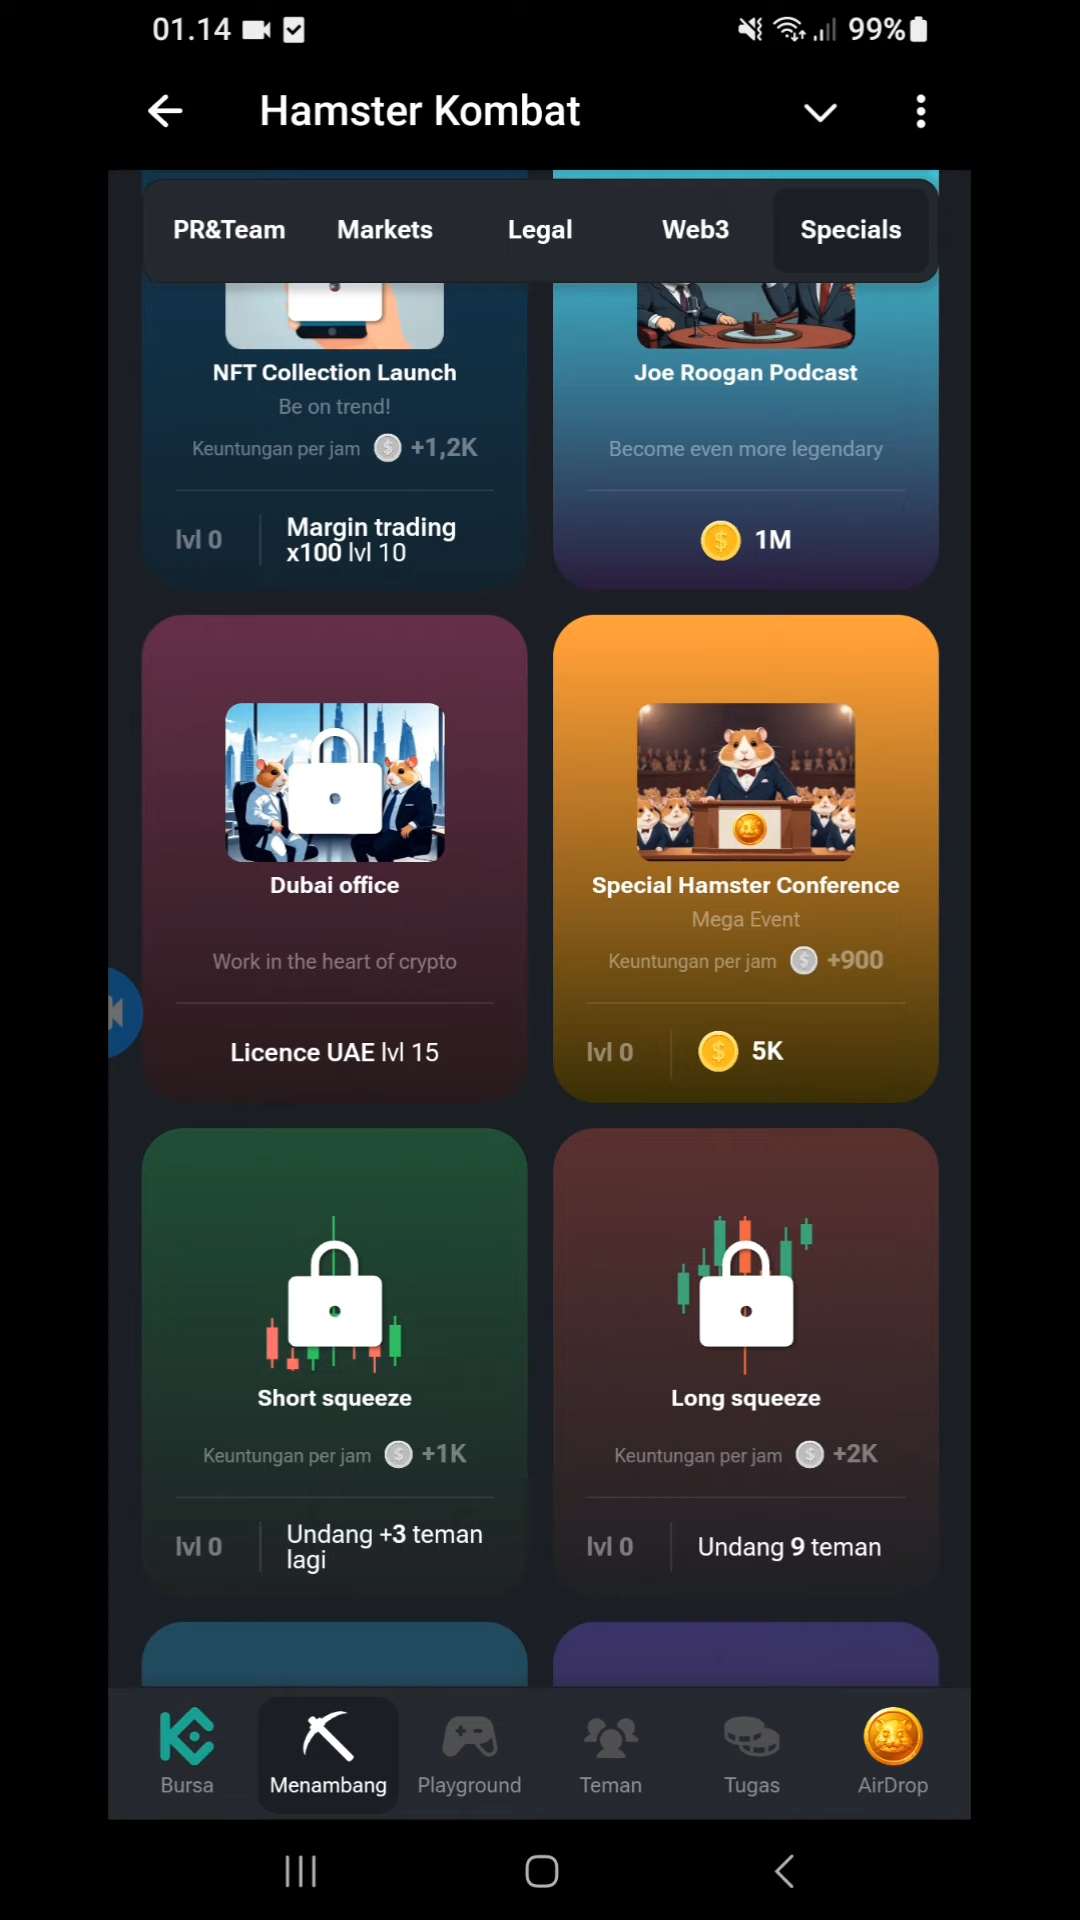 01.14
99%
Hamster Kombat
PR&Team
Markets
Legal
Web3
Specials
NFT Collection Launch
Be on trend!
Keuntungan per jam +1,2K
lvl 0
Margin trading
x100 lvl 10
Joe Roogan Podcast
Become even more legendary
1M
Dubai office
Work in the heart of crypto
Licence UAE lvl 15
Special Hamster Conference
Mega Event
Keuntungan per jam +900
lvl 0
5K
Short squeeze
Keuntungan per jam +1K
lvl 0
Undang +3 teman
lagi
Long squeeze
Keuntungan per jam +2K
lvl 0
Undang 9 teman
Bursa
Menambang
Playground
Teman
Tugas
AirDrop